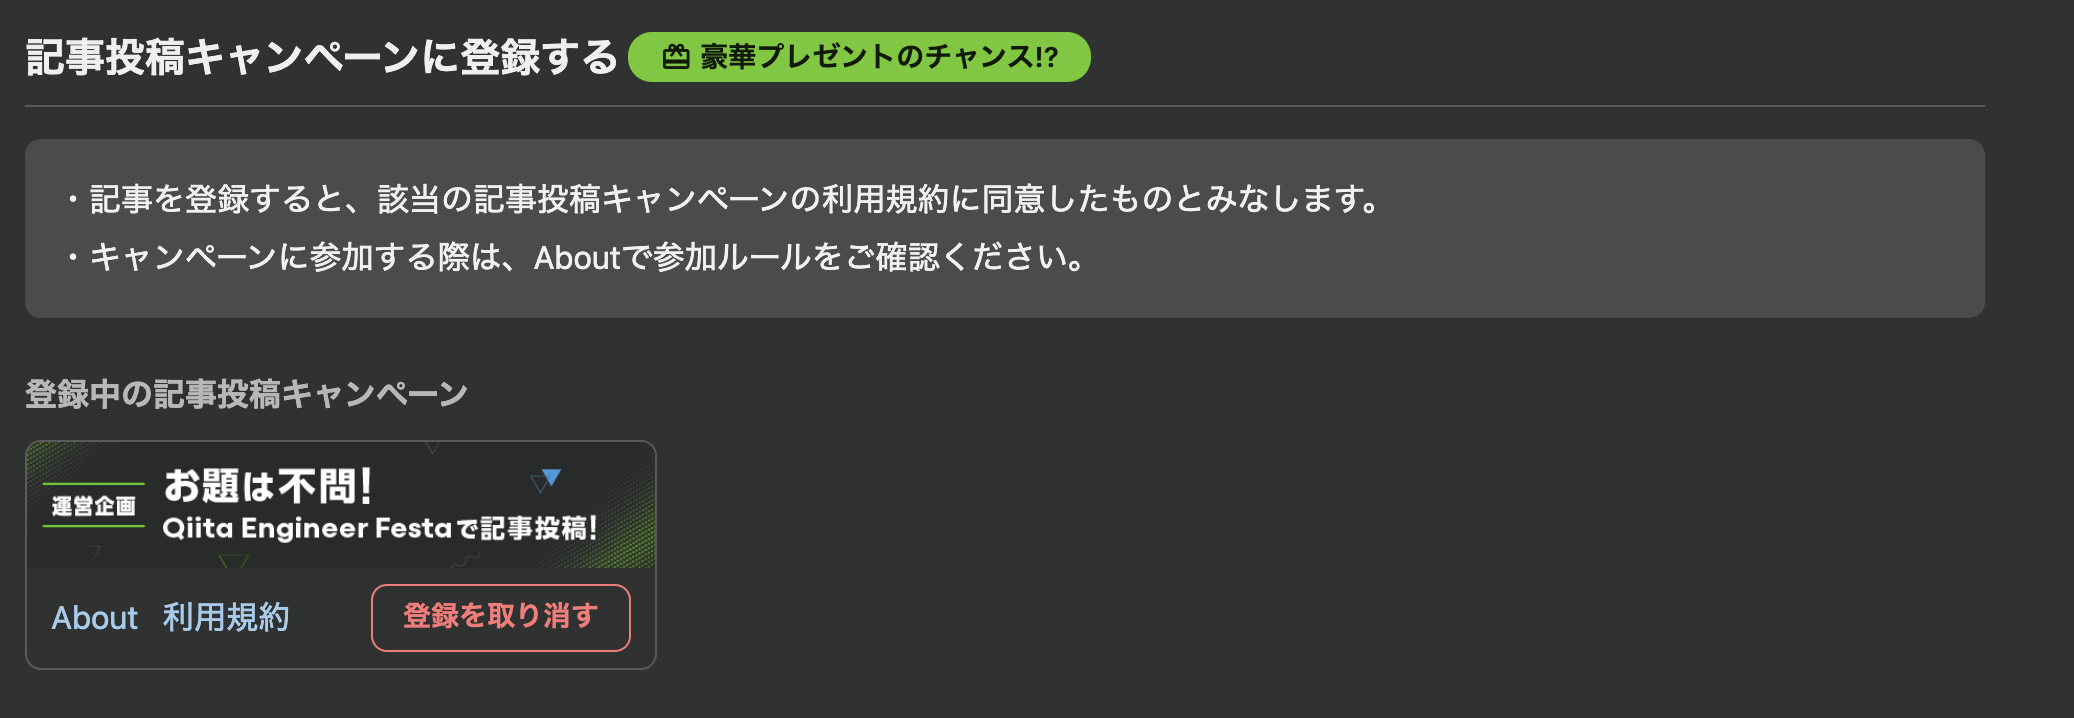 記事投稿キャンペーンに登録する 豪華プレゼントのチャンス!?
・記事を登録すると、該当の記事投稿キャンペーンの利用規約に同意したものとみなします。
・キャンペーンに参加する際は、Aboutで参加ルールをご確認ください。
登録中の記事投稿キャンペーン
運営企画
お題は不問!
Qiita Engineer Festaで記事投稿!
About 利用規約 登録を取り消す